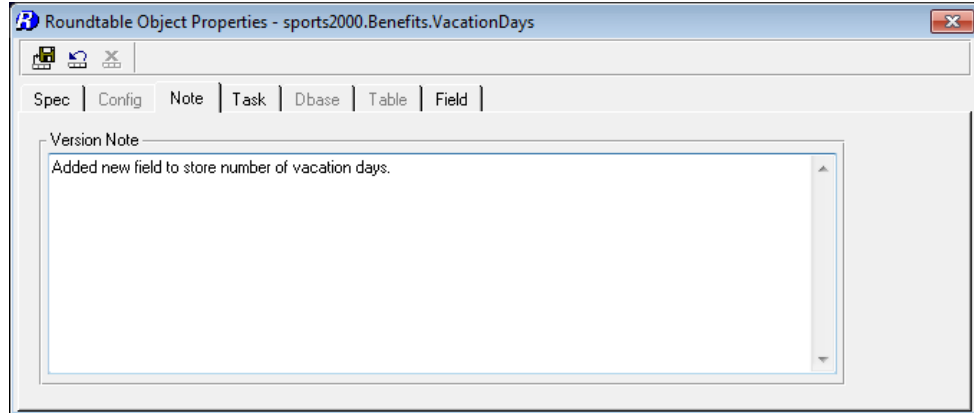 Roundtable Object Properties - sports2000.Benefits.VacationDays
Spec Config Note Task Dbase Table Field
Version Note
Added new field to store number of vacation days.